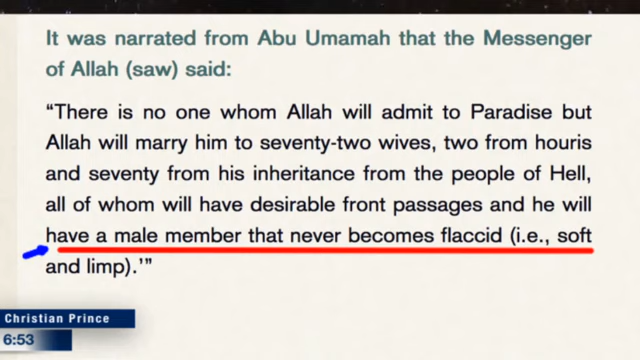 It was narrated from Abu Umamah that the Messenger
of Allah (saw) said:
“There is no one whom Allah will admit to Paradise but
Allah will marry him to seventy-two wives, two from houris
and seventy from his inheritance from the people of Hell,
all of whom will have desirable front passages and he will
have a male member that never becomes flaccid (i.e., soft
and limp).’”
Christian Prince
6:53